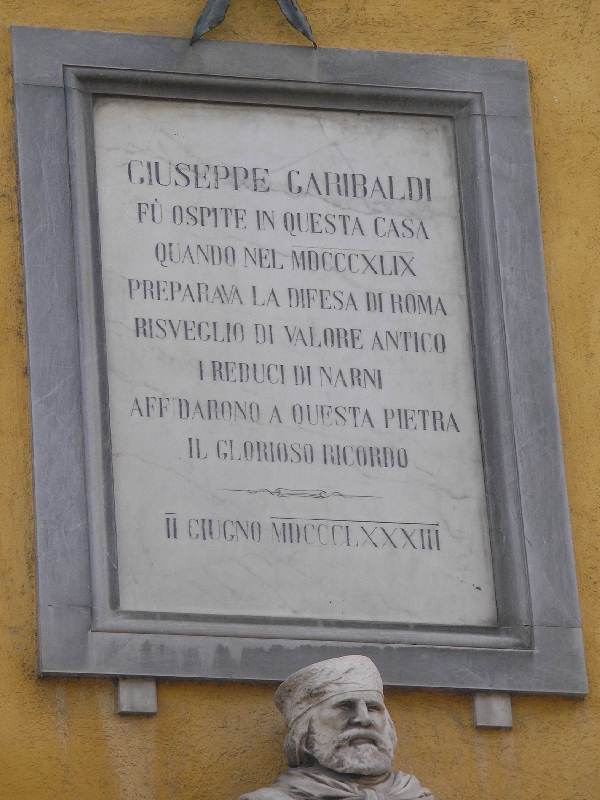 GIUSEPPE GARIBALDI
FÙ OSPITE IN QUESTA CASA
QUANDO NEL MDCCCXLIX
PREPARAVA LA DIFESA DI ROMA
RISVEGLIO DI VALORE ANTICO
I REDUCI DI NARNI
AFFIDARONO A QUESTA PIETRA
IL GLORIOSO RICORDO
II GIUGNO MDCCCLXXXIII